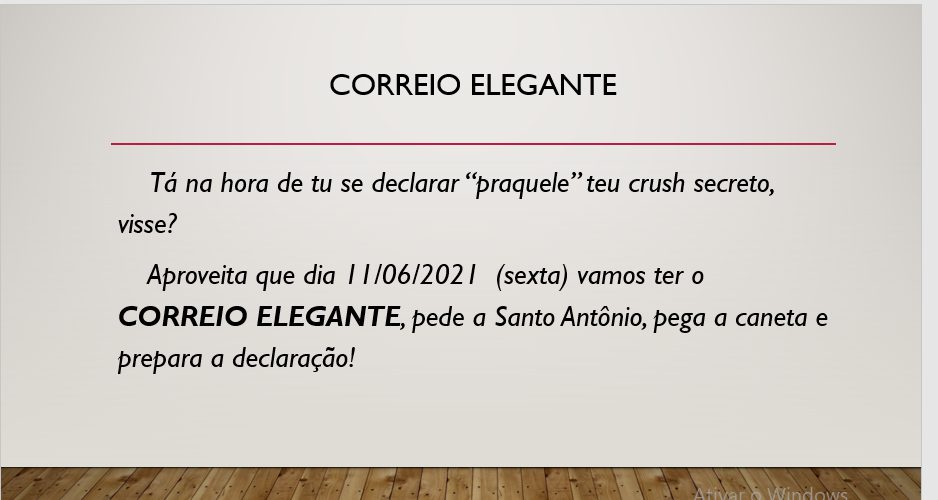 CORREIO ELEGANTE
Tá na hora de tu se declarar “praquele” teu crush secreto,
visse?
Aproveita que dia 11/06/2021 (sexta) vamos ter o
CORREIO ELEGANTE, pede a Santo Antônio, pega a caneta e
prepara a declaração!
Ativar o Windows